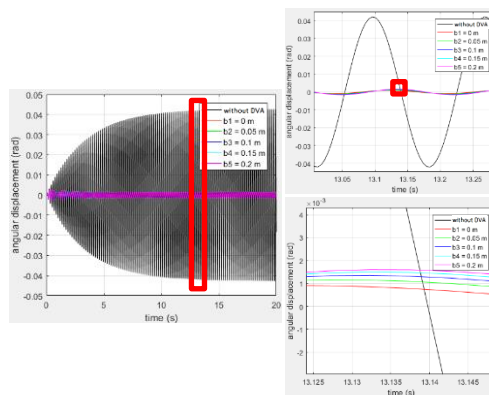 0.05
0.04
0.03
0.02
0.01
0
-0.01
-0.02
-0.03
-0.04
-0.05
0
5
10
15
20
time (s)
angular displacement (rad)
without DVA
b1 = 0 m
b2 = 0.05 m
b3 = 0.1 m
b4 = 0.15 m
b5 = 0.2 m
0.04
0.03
0.02
0.01
0
-0.01
-0.02
-0.03
-0.04
13.05
13.1
13.15
13.2
13.25
time (s)
angular displacement (rad)
without DVA
b1 = 0 m
b2 = 0.05 m
b3 = 0.1 m
b4 = 0.15 m
b5 = 0.2 m
× 10⁻³
4
3
2
1
0
-1
-2
13.125
13.13
13.135
13.14
13.145
time (s)
angular displacement (rad)
without DVA
b1 = 0 m
b2 = 0.05 m
b3 = 0.1 m
b4 = 0.15 m
b5 = 0.2 m